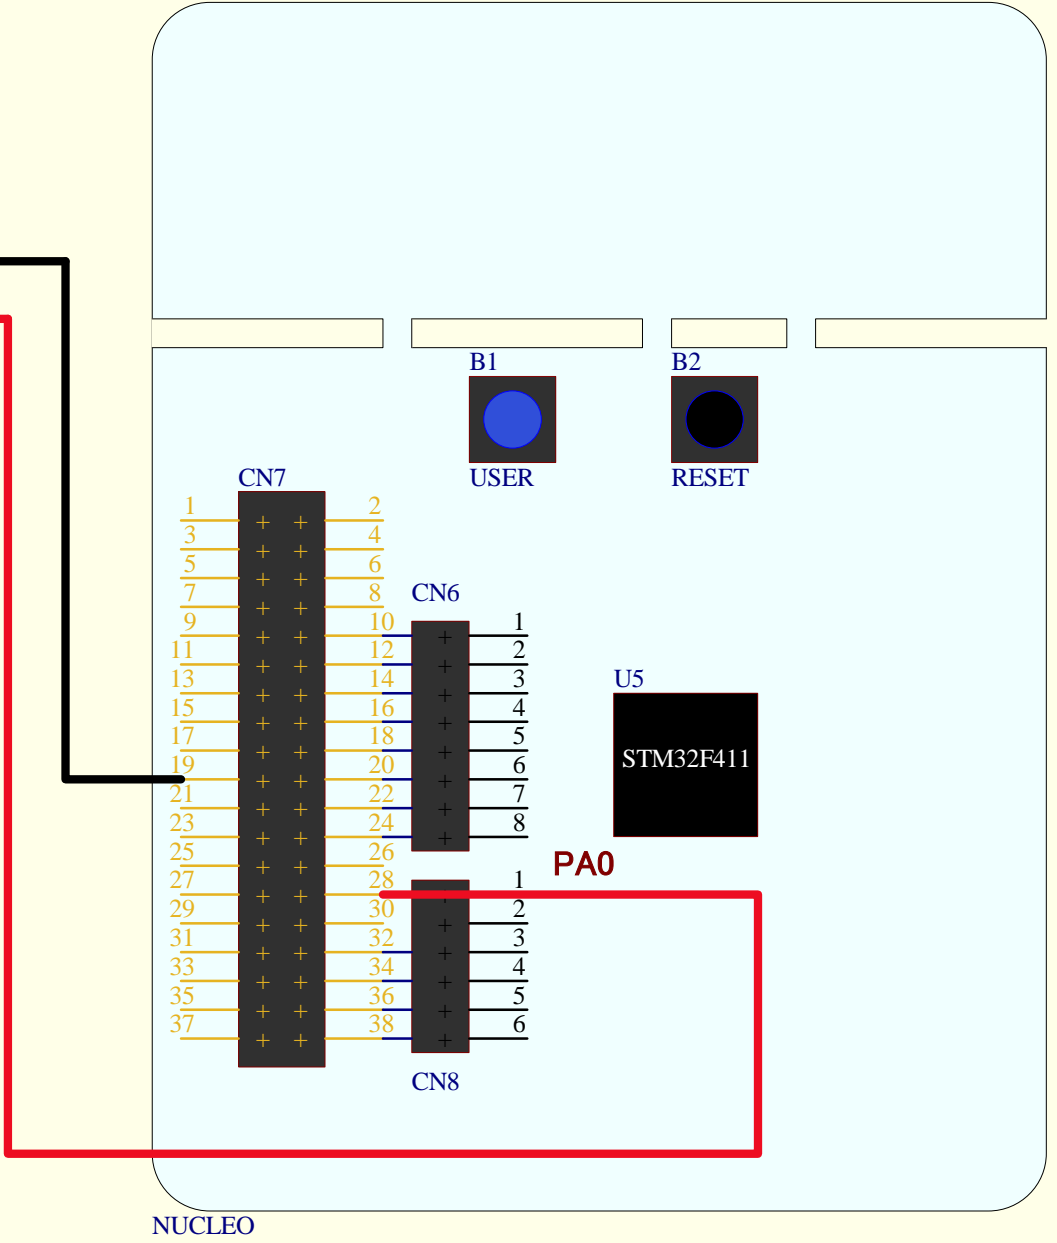 B1
B2
USER
RESET
CN7
1 2
3 4
5 6
7 8
CN6
9 10 1
11 12 2
13 14 3
U5
15 16 4
17 18 5
STM32F411
19 20 6
21 22 7
23 24 8
25 26
PA0
27 28 1
29 30 2
31 32 3
33 34 4
35 36 5
37 38 6
CN8
NUCLEO